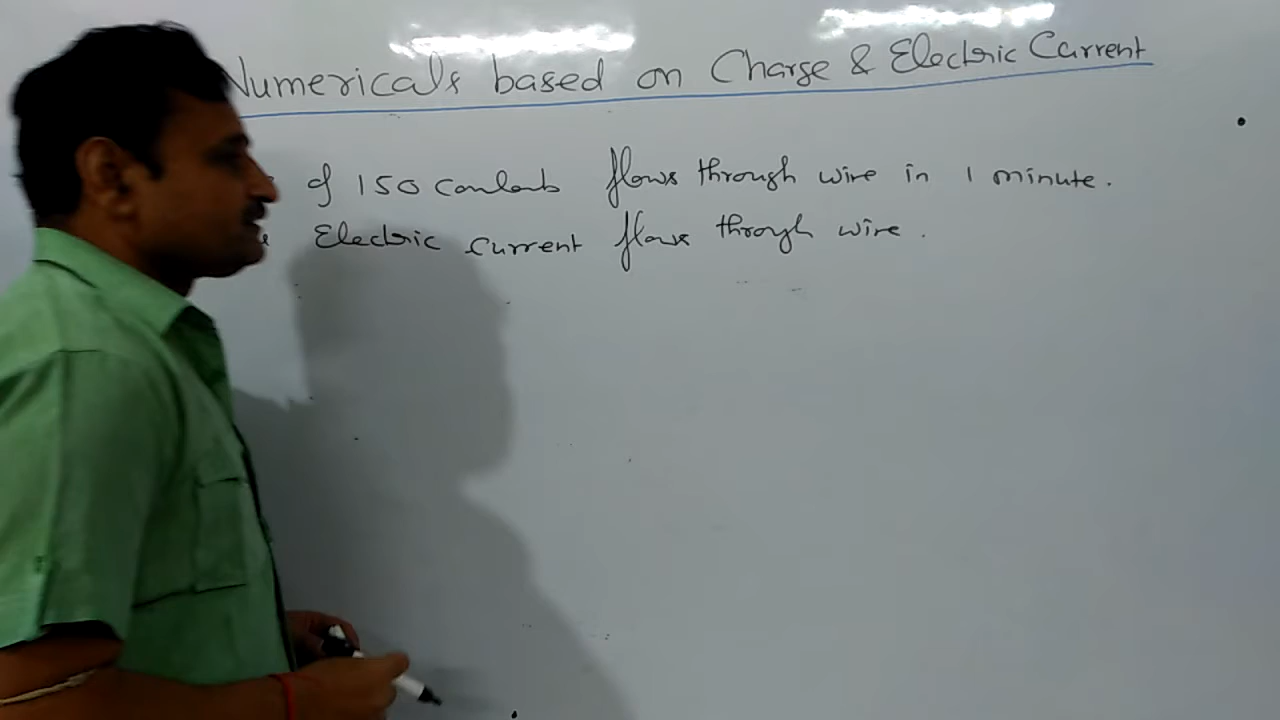 Numericals based on Charge & Electric Current
of 150 Coulomb flows through wire in 1 minute.
Electric current flows through wire.